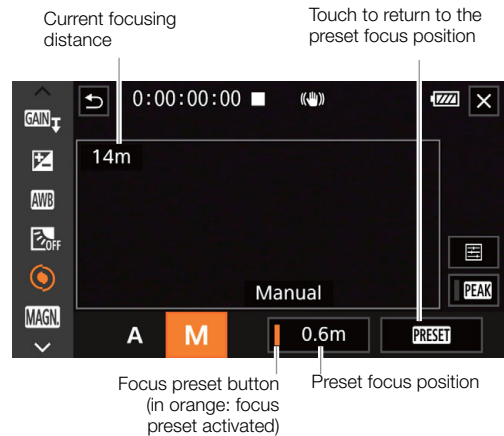 Current focusing
distance
Touch to return to the
preset focus position
0:00:00:00
GAIN
14m
AWB
OFF
PEAK
Manual
MAGN.
A
M
0.6m
PRESET
Focus preset button
(in orange: focus
preset activated)
Preset focus position